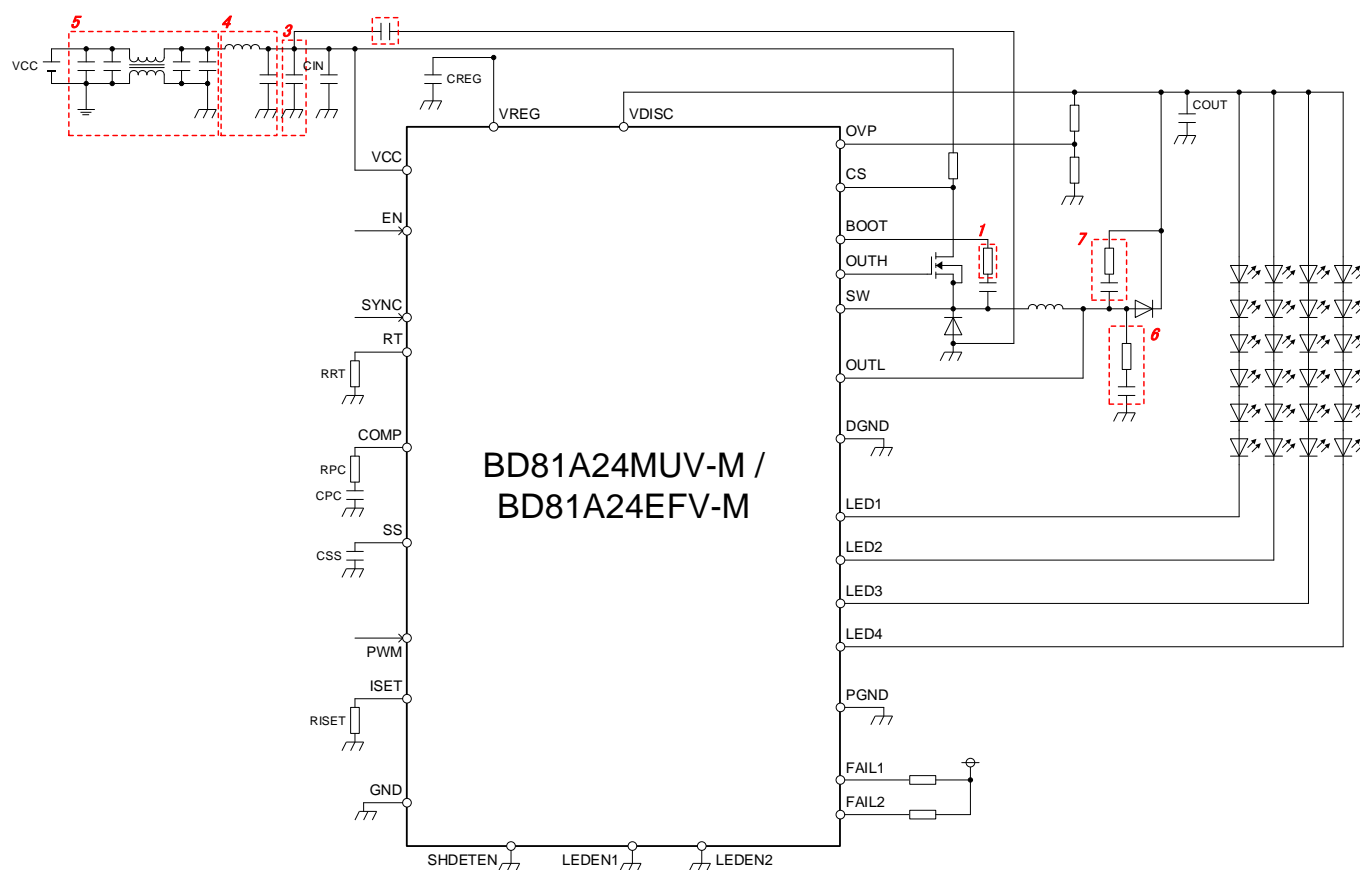 5
4
3
VCC
CIN
CREG
COUT
VREG
VDISC
OVP
VCC
CS
EN
BOOT
1
7
OUTH
SYNC
SW
RT
6
RRT
OUTL
COMP
DGND
RPC
CPC
BD81A24MUV-M /
BD81A24EFV-M
LED1
SS
CSS
LED2
LED3
LED4
PWM
ISET
PGND
RISET
FAIL1
GND
FAIL2
SHDETEN
LEDEN1
LEDEN2